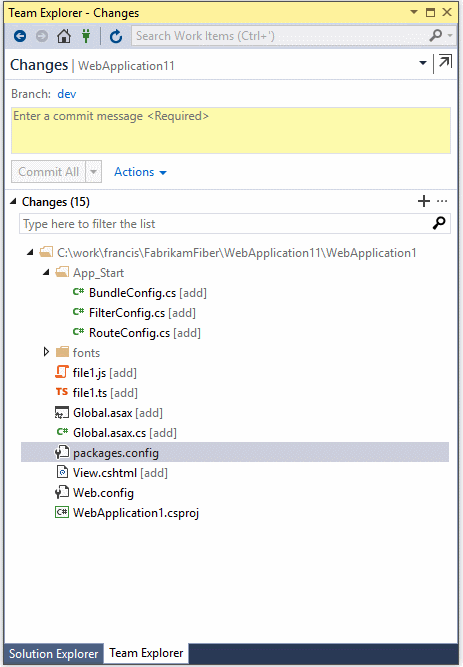 Team Explorer - Changes
Search Work Items (Ctrl+')
Changes | WebApplication11
Branch: dev
Enter a commit message <Required>
Commit All Actions
Changes (15)
Type here to filter the list
C:\work\francis\FabrikamFiber\WebApplication11\WebApplication1
App_Start
C# BundleConfig.cs [add]
C# FilterConfig.cs [add]
C# RouteConfig.cs [add]
fonts
file1.js [add]
TS file1.ts [add]
Global.asax [add]
C# Global.asax.cs [add]
packages.config
View.cshtml [add]
Web.config
C# WebApplication1.csproj
Solution Explorer Team Explorer